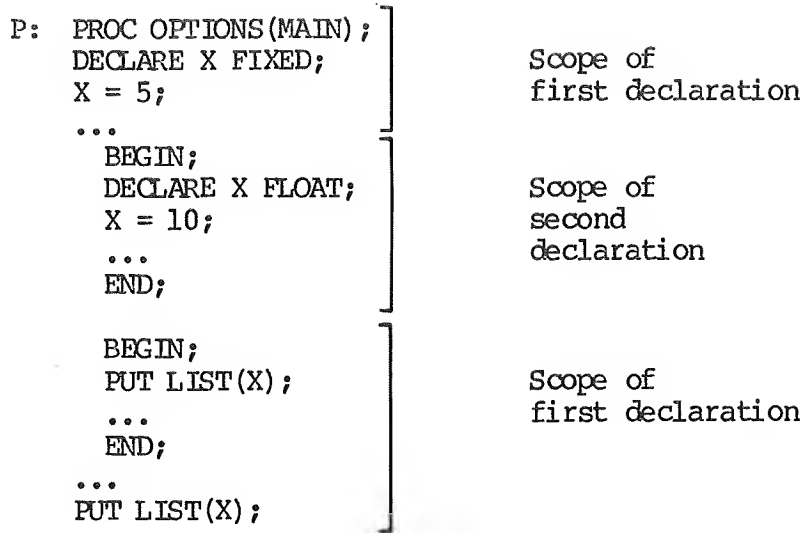 P: PROC OPTIONS(MAIN);
DECLARE X FIXED; Scope of
X = 5; first declaration
...
BEGIN;
DECLARE X FLOAT; Scope of
X = 10; second
... declaration
END;
BEGIN;
PUT LIST(X); Scope of
... first declaration
END;
...
PUT LIST(X);